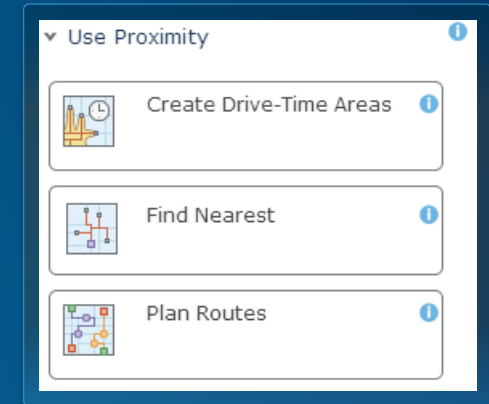 Use Proximity
Create Drive-Time Areas
Find Nearest
Plan Routes